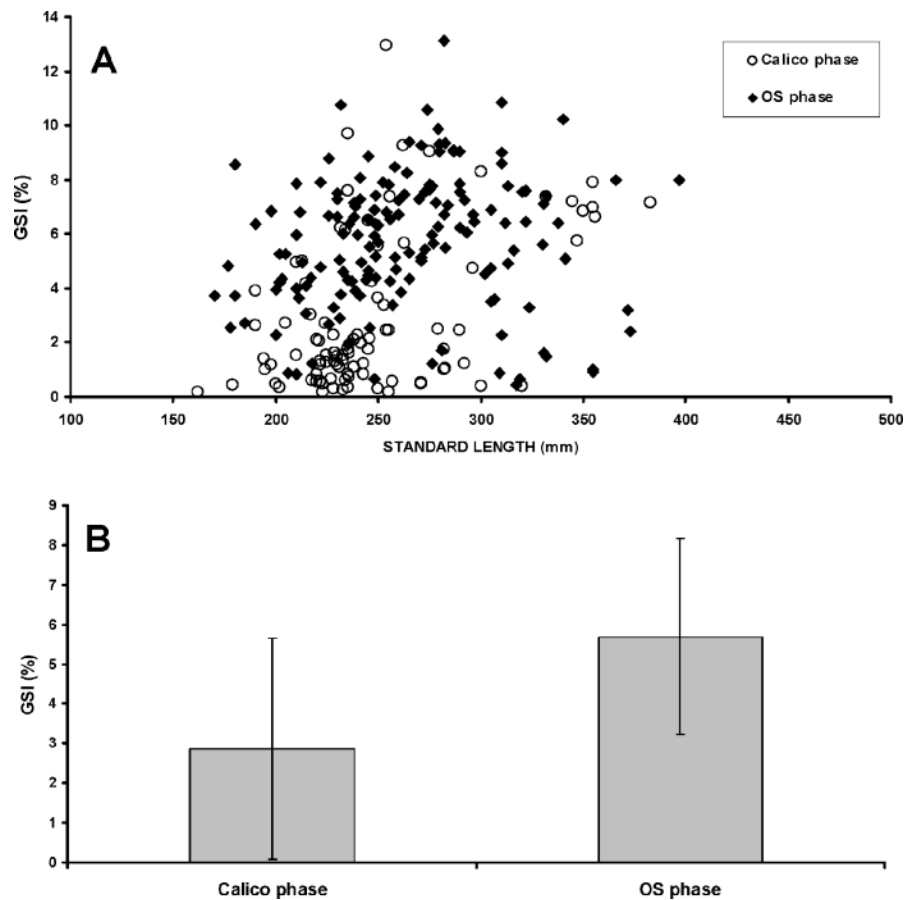 A
Calico phase
OS phase
GSI (%)
14
12
10
8
6
4
2
0
100 150 200 250 300 350 400 450 500
STANDARD LENGTH (mm)
B
GSI (%)
9
8
7
6
5
4
3
2
1
0
Calico phase OS phase